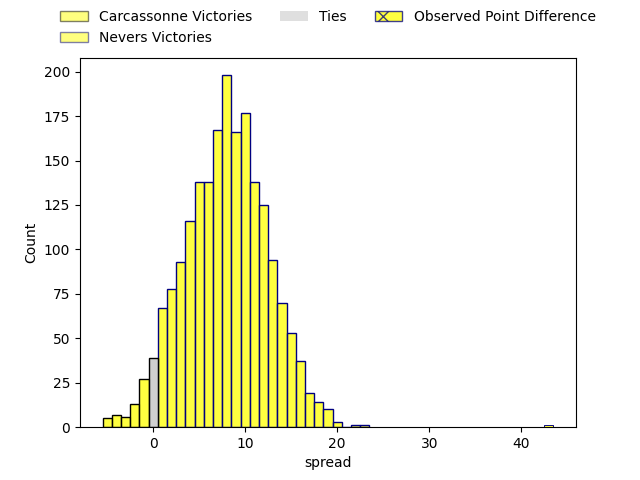 Carcassonne Victories
Nevers Victories
Ties
Observed Point Difference
200
175
150
125
100
75
50
25
0
Count
0 10 20 30 40
spread